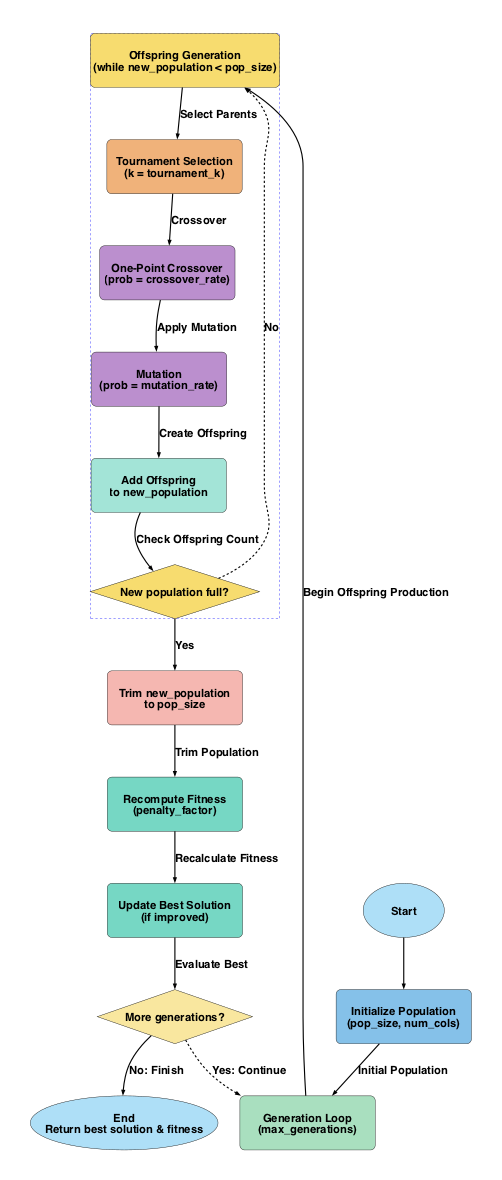 Offspring Generation
(while new_population < pop_size)
Select Parents
Tournament Selection
(k = tournament_k)
Crossover
One-Point Crossover
(prob = crossover_rate)
Apply Mutation
No
Mutation
(prob = mutation_rate)
Create Offspring
Add Offspring
to new_population
Check Offspring Count
New population full?
Begin Offspring Production
Yes
Trim new_population
to pop_size
Trim Population
Recompute Fitness
(penalty_factor)
Recalculate Fitness
Update Best Solution
(if improved)
Start
Evaluate Best
More generations?
Initialize Population
(pop_size, num_cols)
No: Finish
Yes: Continue
Initial Population
End
Return best solution & fitness
Generation Loop
(max_generations)